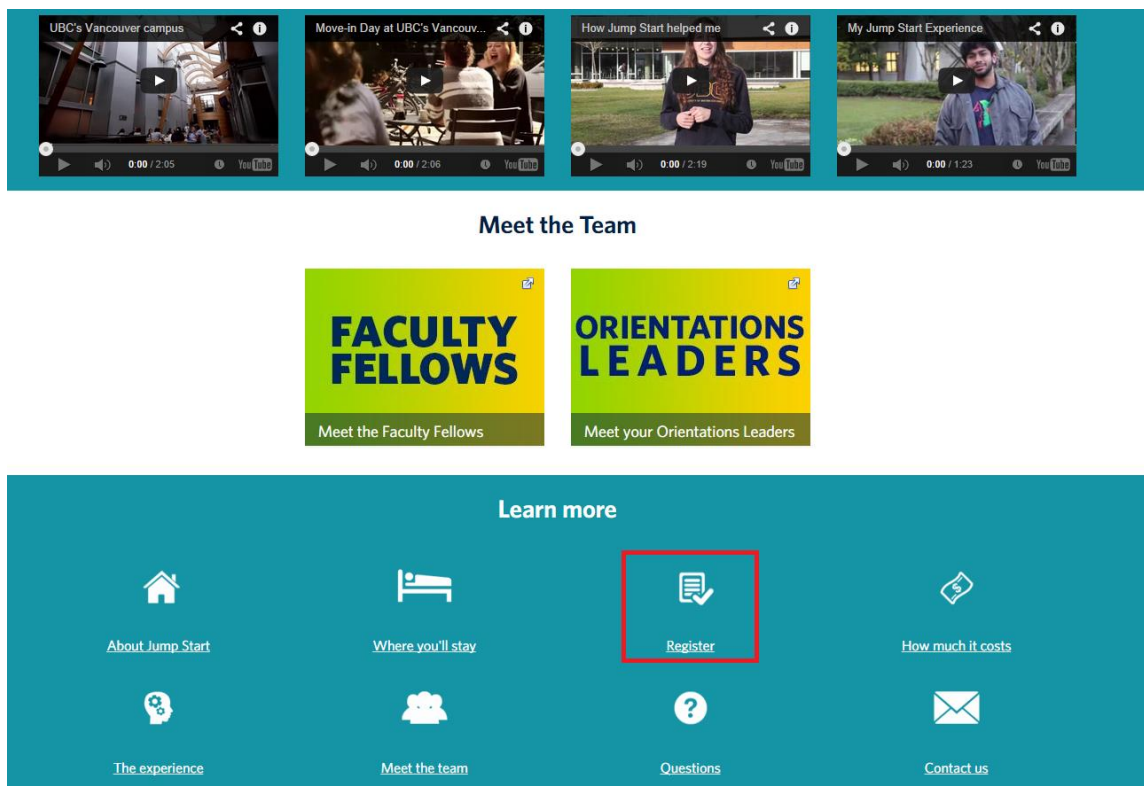 UBC's Vancouver campus
Move-in Day at UBC's Vancouv...
How Jump Start helped me
My Jump Start Experience
0:00 / 2:05 YouTube
0:00 / 2:06 YouTube
0:00 / 2:19 YouTube
0:00 / 1:23 YouTube
Meet the Team
FACULTY
FELLOWS
Meet the Faculty Fellows
ORIENTATIONS
LEADERS
Meet your Orientations Leaders
Learn more
About Jump Start
Where you'll stay
Register
How much it costs
The experience
Meet the team
Questions
Contact us